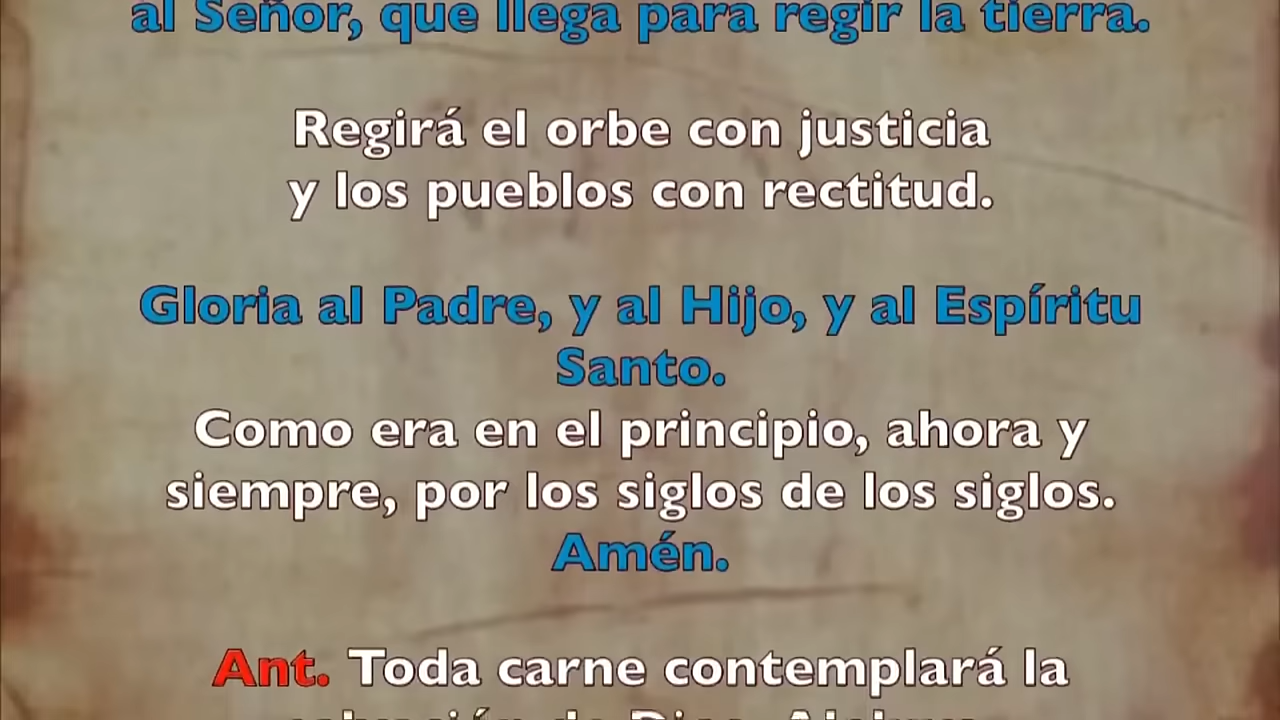 al Señor, que llega para regir la tierra.
Regirá el orbe con justicia
y los pueblos con rectitud.
Gloria al Padre, y al Hijo, y al Espíritu
Santo.
Como era en el principio, ahora y
siempre, por los siglos de los siglos.
Amén.
Ant. Toda carne contemplará la